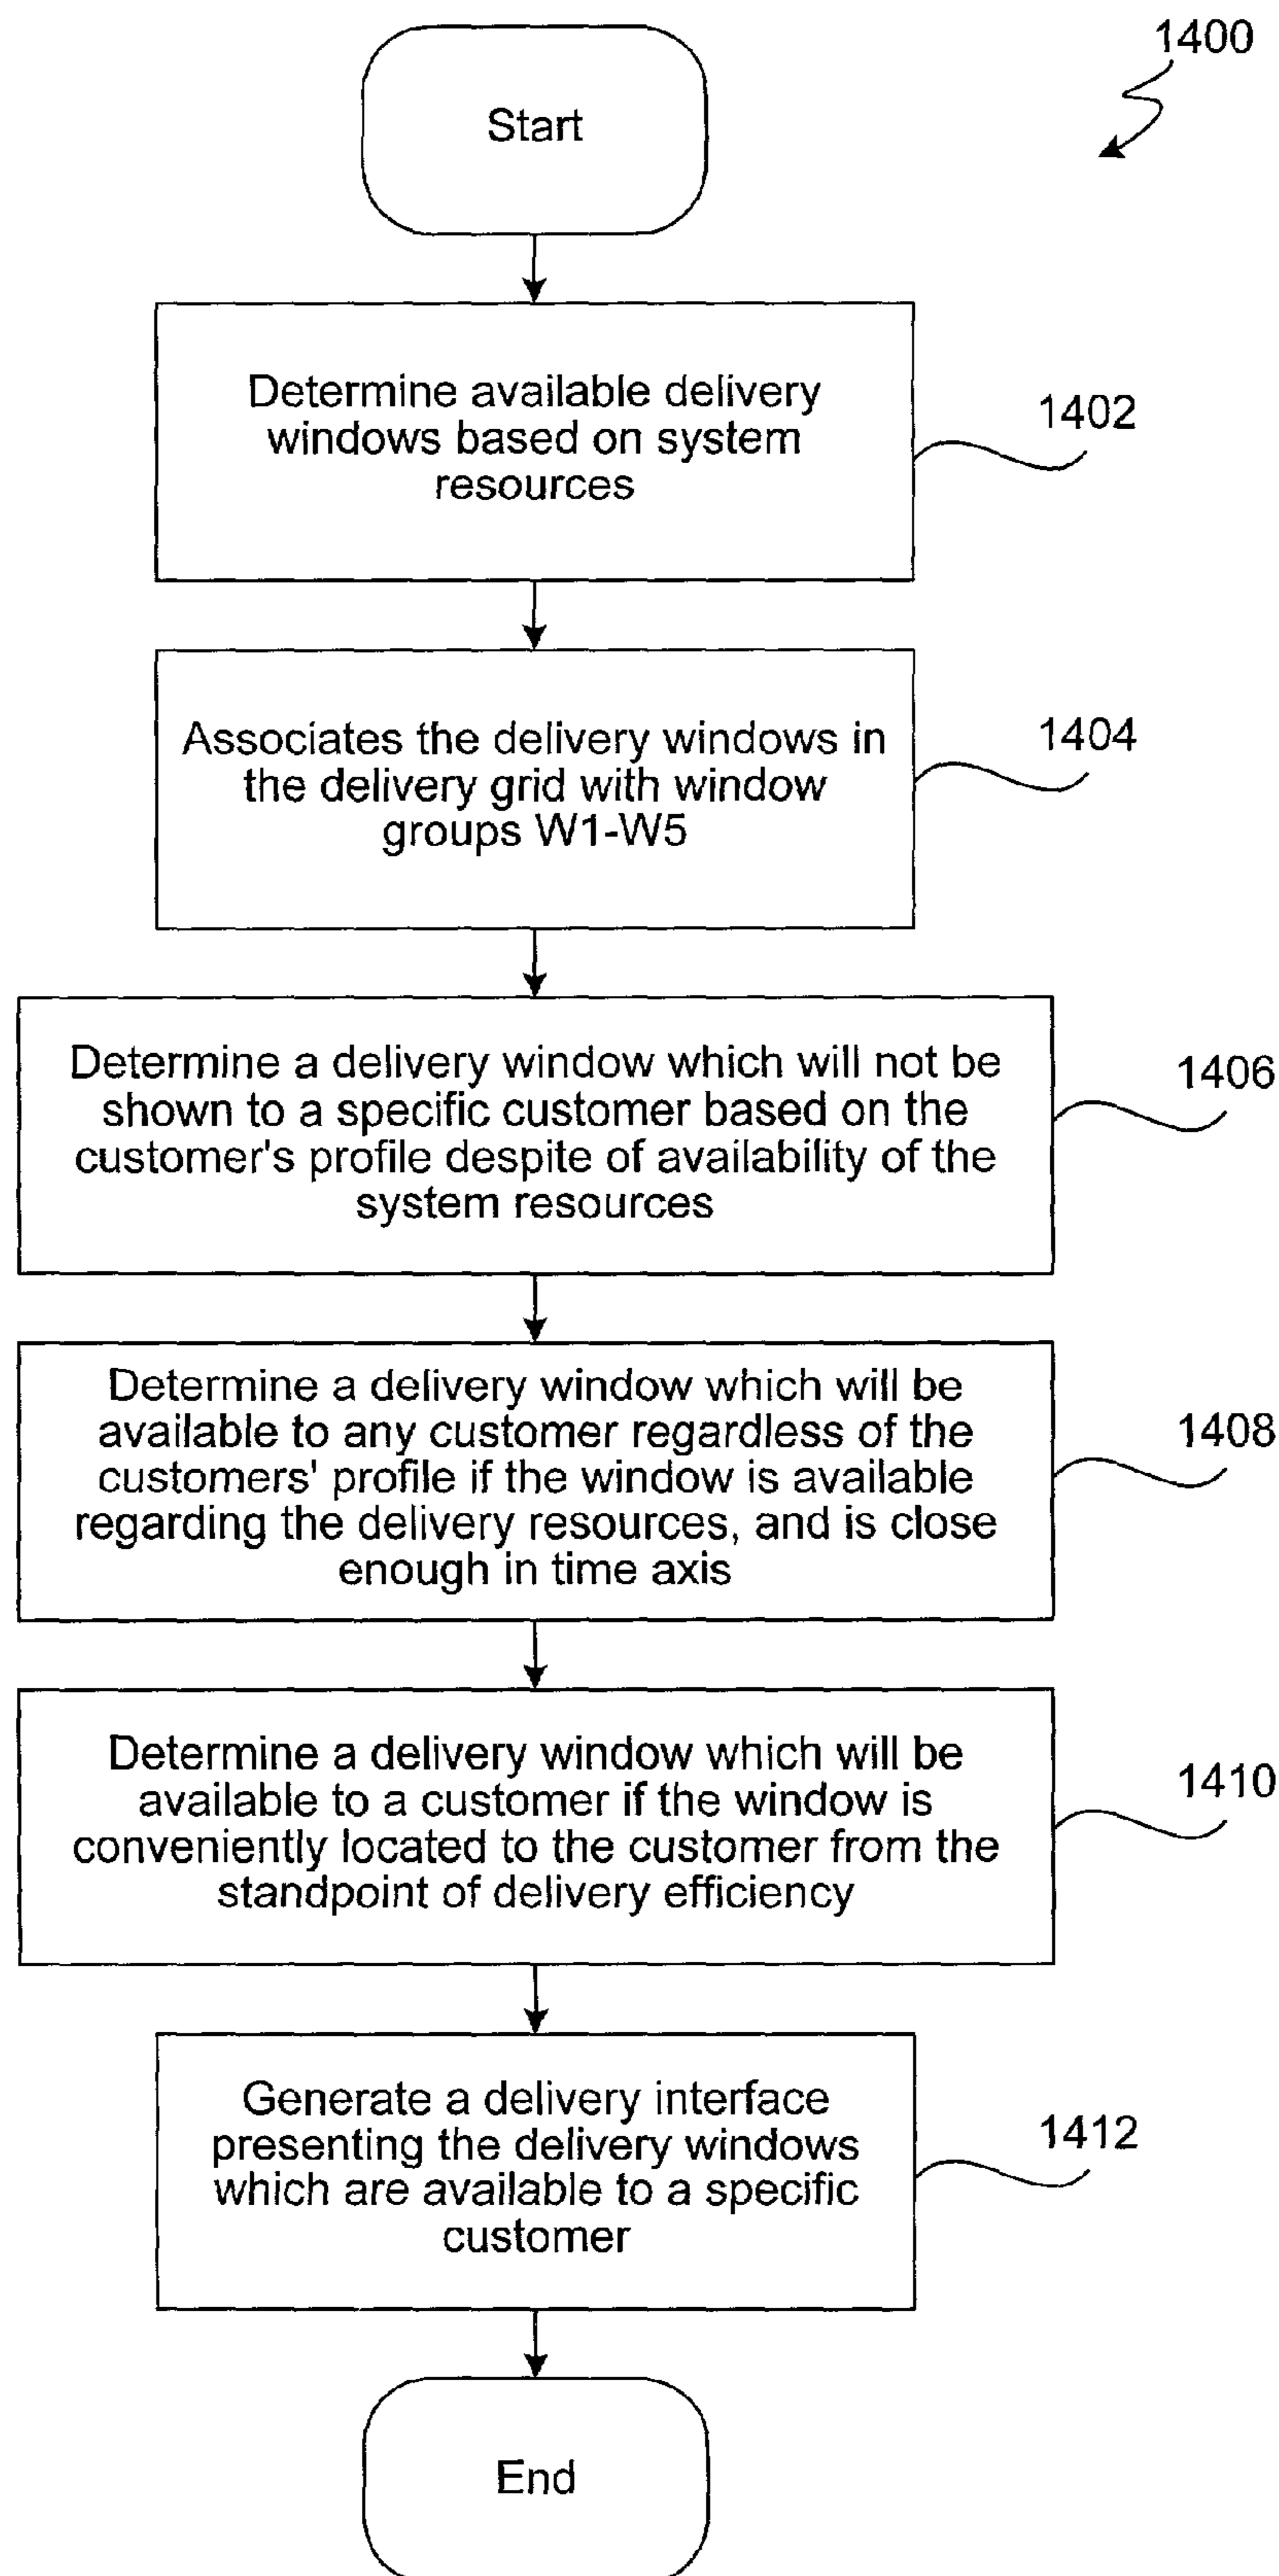 1400
Start
Determine available delivery
windows based on system
resources
1402
Associates the delivery windows in
the delivery grid with window
groups W1-W5
1404
Determine a delivery window which will not be
shown to a specific customer based on the
customer's profile despite of availability of the
system resources
1406
Determine a delivery window which will be
available to any customer regardless of the
customers' profile if the window is available
regarding the delivery resources, and is close
enough in time axis
1408
Determine a delivery window which will be
available to a customer if the window is
conveniently located to the customer from the
standpoint of delivery efficiency
1410
Generate a delivery interface
presenting the delivery windows
which are available to a specific
customer
1412
End